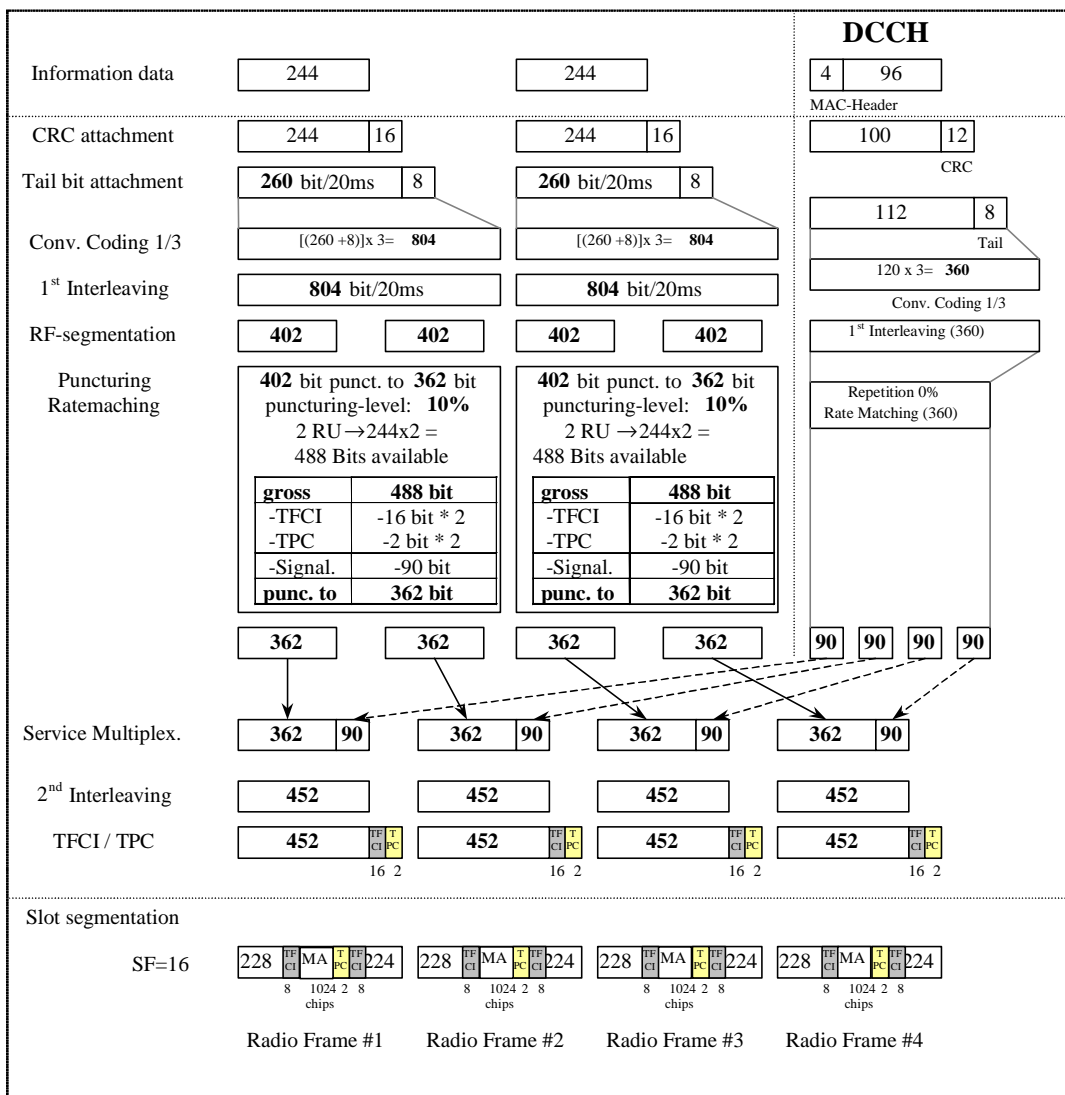 DCCH
Information data 244 244 4 96
MAC-Header
CRC attachment 244 16 244 16 100 12
CRC
Tail bit attachment 260 bit/20ms 8 260 bit/20ms 8
112 8
Tail
Conv. Coding 1/3 [(260 +8)]x 3= 804 [(260 +8)]x 3= 804
120 x 3= 360
Conv. Coding 1/3
1st Interleaving 804 bit/20ms 804 bit/20ms
RF-segmentation 402 402 402 402 1st Interleaving (360)
Puncturing
Ratemaching
402 bit punct. to 362 bit
puncturing-level: 10%
2 RU →244x2 =
488 Bits available
gross 488 bit
-TFCI -16 bit * 2
-TPC -2 bit * 2
-Signal. -90 bit
punc. to 362 bit
402 bit punct. to 362 bit
puncturing-level: 10%
2 RU →244x2 =
488 Bits available
gross 488 bit
-TFCI -16 bit * 2
-TPC -2 bit * 2
-Signal. -90 bit
punc. to 362 bit
Repetition 0%
Rate Matching (360)
362 362 362 362 90 90 90 90
Service Multiplex. 362 90 362 90 362 90 362 90
2nd Interleaving 452 452 452 452
TFCI / TPC 452 TF CI T PC 452 TF CI T PC 452 TF CI T PC 452 TF CI T PC
16 2 16 2 16 2 16 2
Slot segmentation
SF=16 228 TF CI MA T PC TF CI 224 228 TF CI MA T PC TF CI 224 228 TF CI MA T PC TF CI 224 228 TF CI MA T PC TF CI 224
8 1024 2 8 8 1024 2 8 8 1024 2 8 8 1024 2 8
chips chips chips chips
Radio Frame #1 Radio Frame #2 Radio Frame #3 Radio Frame #4